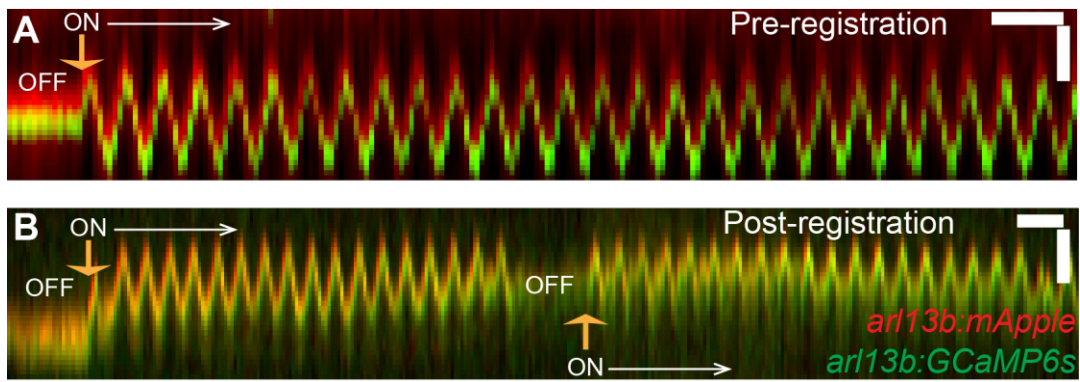 A
ON
Pre-registration
OFF
B
ON
Post-registration
OFF
OFF
arl13b:mApple
arl13b:GCaMP6s
ON